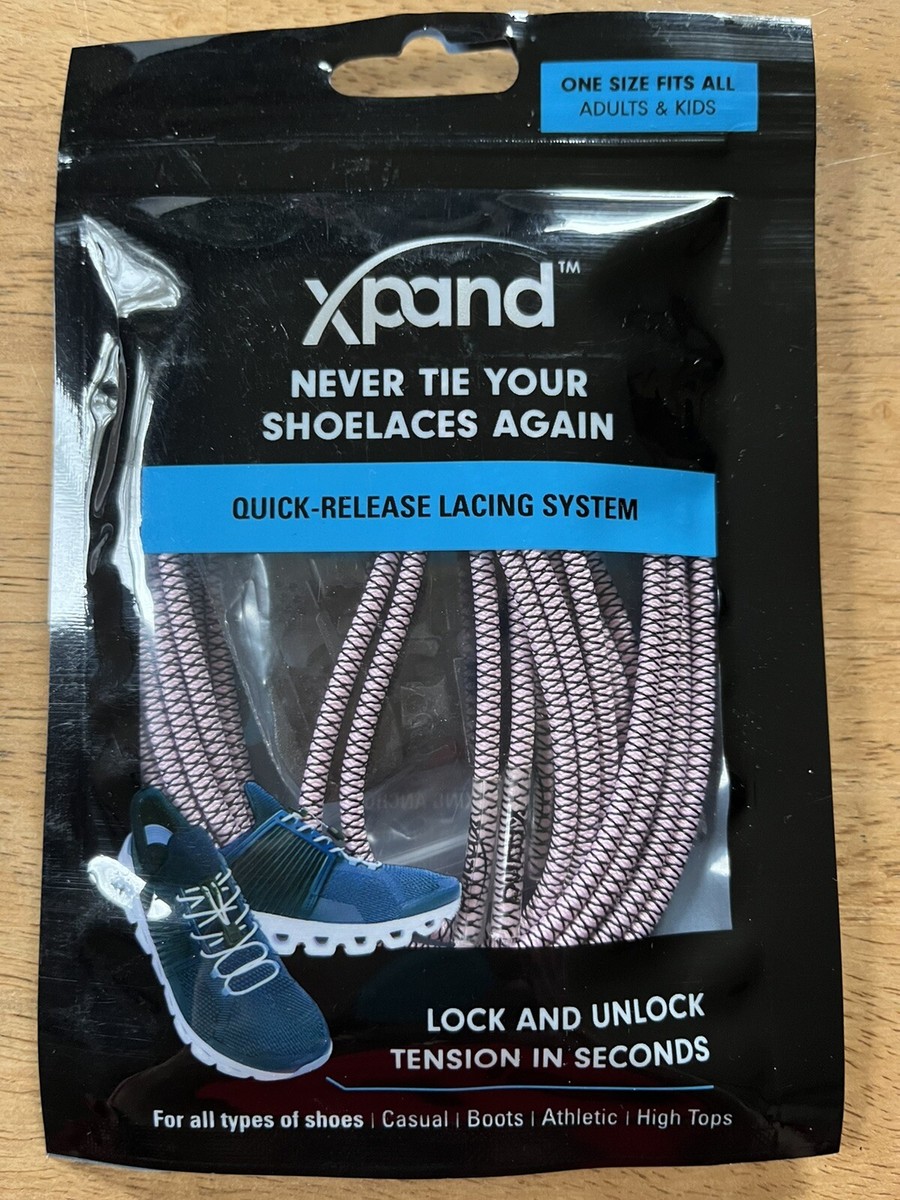 ONE SIZE FITS ALL
ADULTS & KIDS
xpand™
NEVER TIE YOUR
SHOELACES AGAIN
QUICK-RELEASE LACING SYSTEM
LOCK AND UNLOCK
TENSION IN SECONDS
For all types of shoes | Casual | Boots | Athletic | High Tops